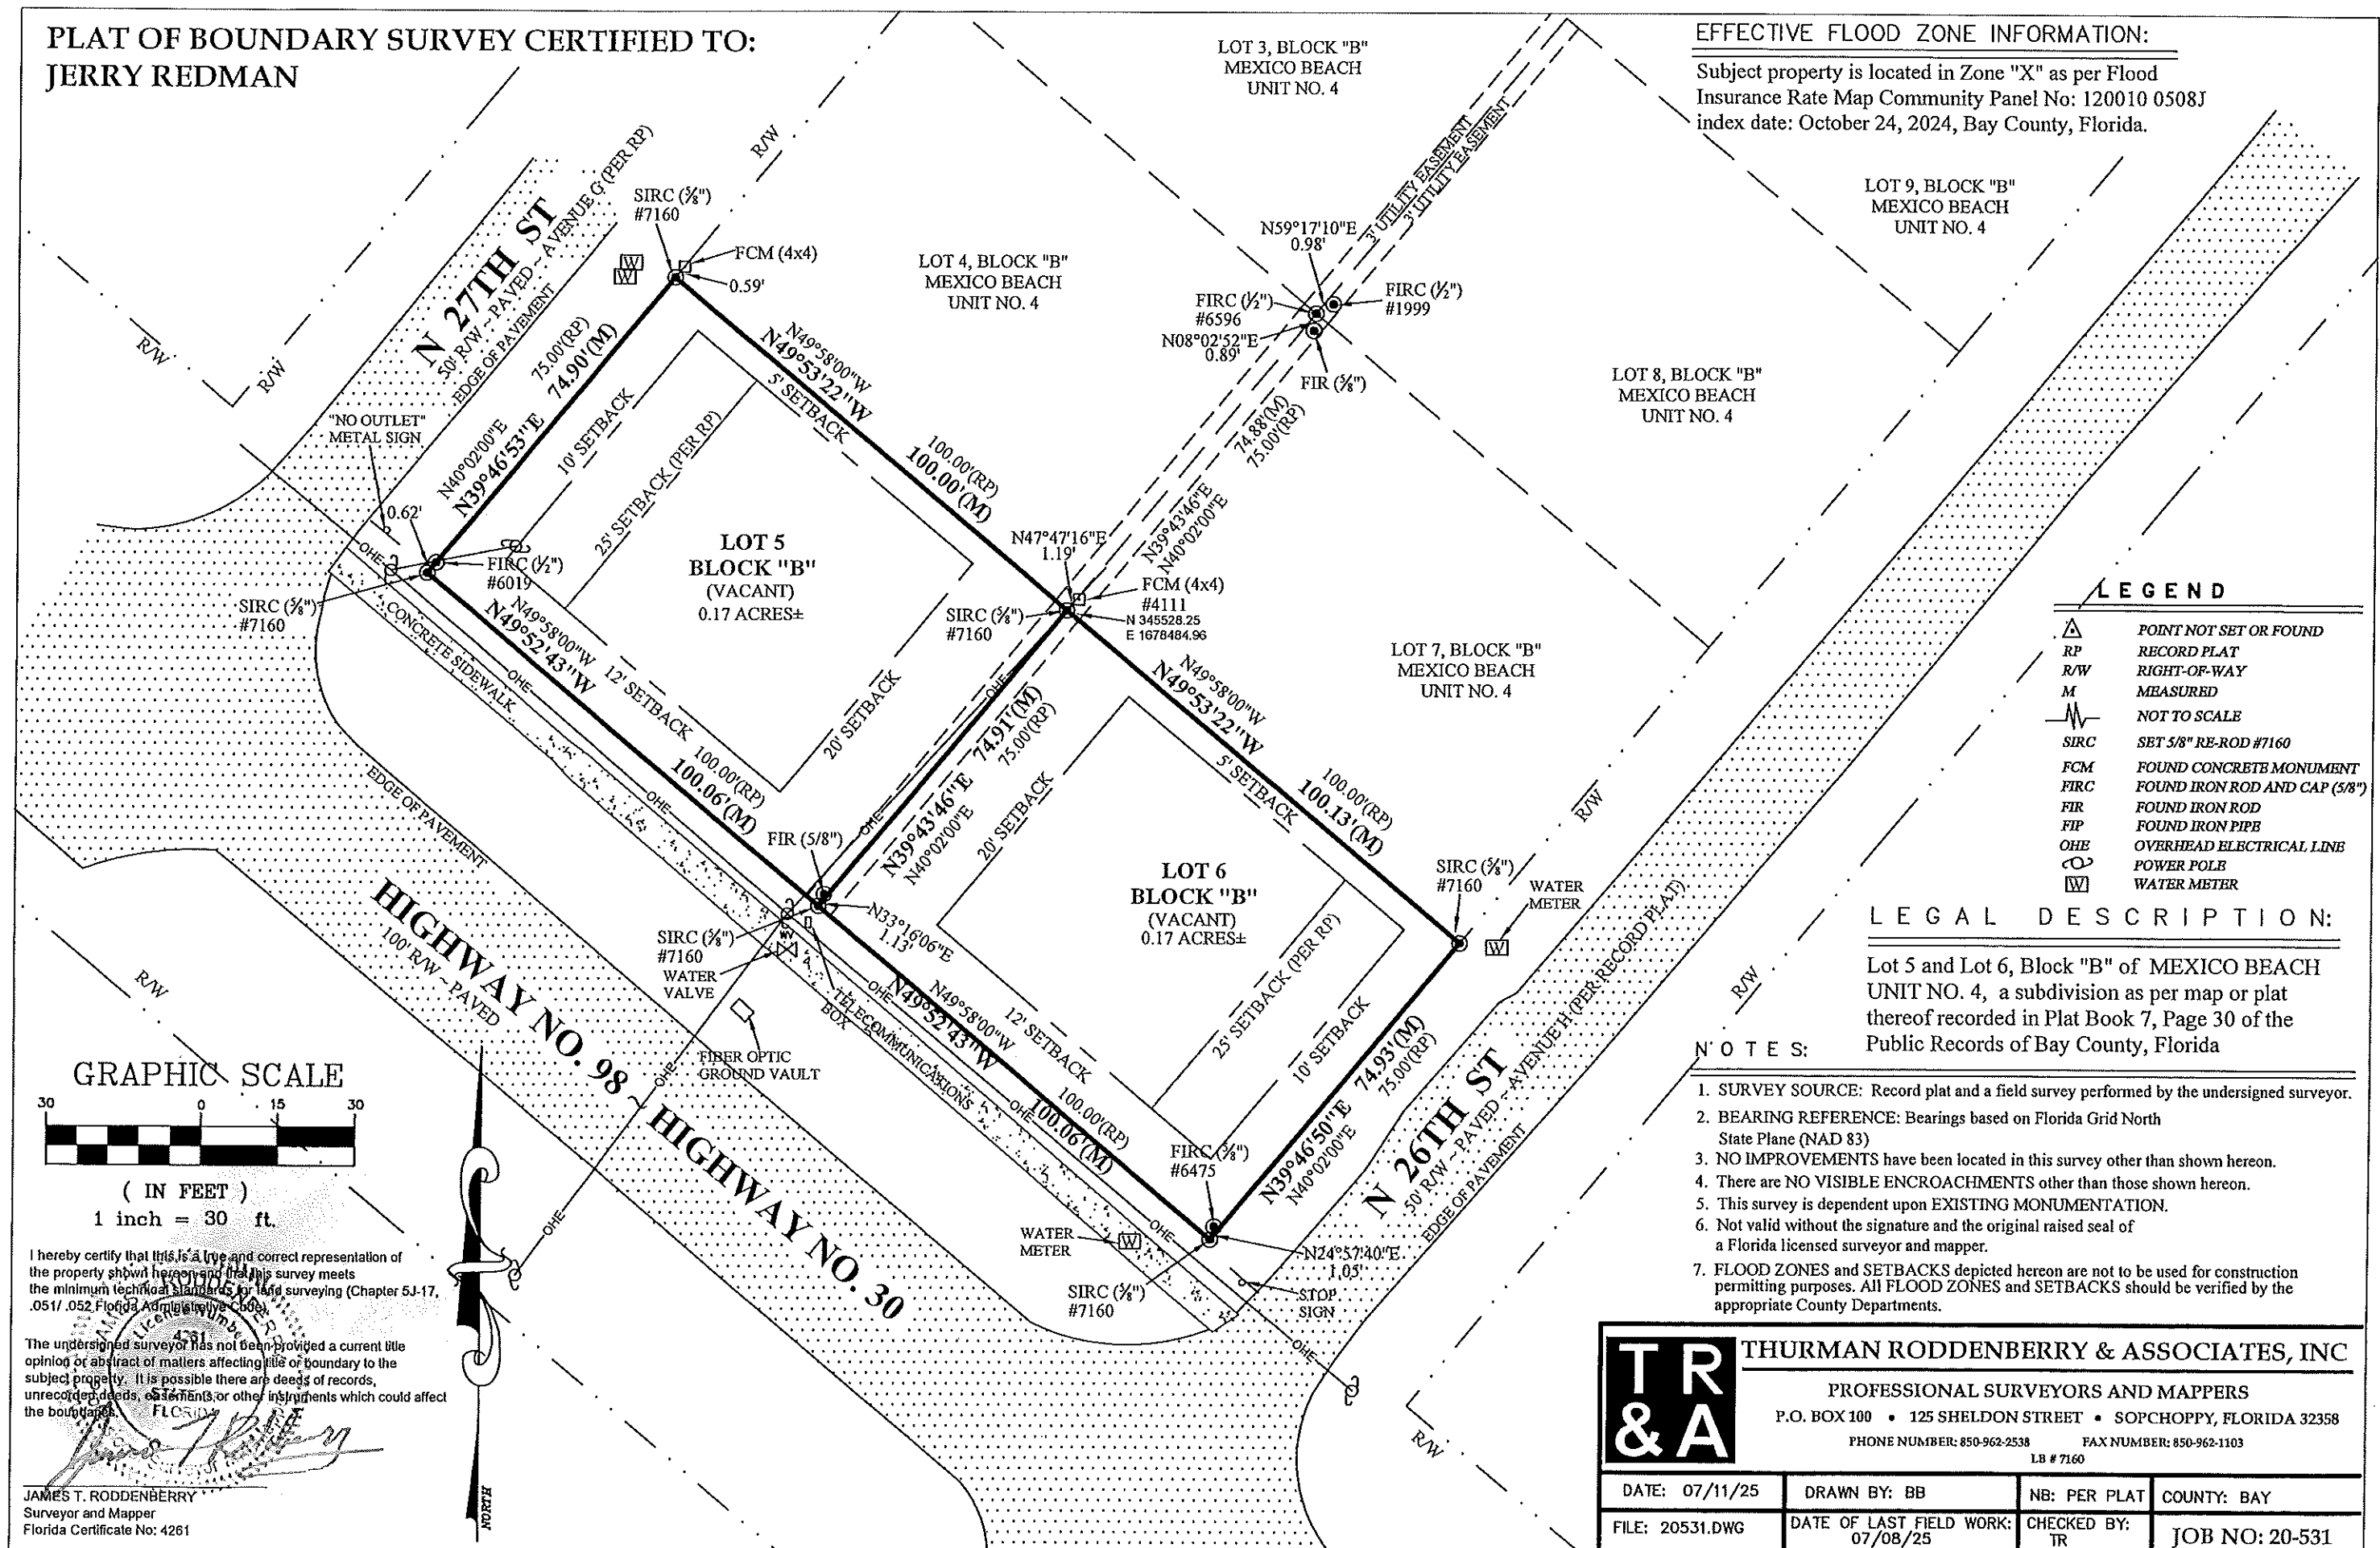 PLAT OF BOUNDARY SURVEY CERTIFIED TO:
JERRY REDMAN
EFFECTIVE FLOOD ZONE INFORMATION:
Subject property is located in Zone "X" as per Flood
Insurance Rate Map Community Panel No: 120010 0508J
index date: October 24, 2024, Bay County, Florida.
LOT 3, BLOCK "B"
MEXICO BEACH
UNIT NO. 4
LOT 9, BLOCK "B"
MEXICO BEACH
UNIT NO. 4
LOT 4, BLOCK "B"
MEXICO BEACH
UNIT NO. 4
LOT 8, BLOCK "B"
MEXICO BEACH
UNIT NO. 4
LOT 7, BLOCK "B"
MEXICO BEACH
UNIT NO. 4
3' UTILITY EASEMENT
3' UTILITY EASEMENT
R/W
R/W
R/W
N 27TH ST
50' R/W ~ PAVED ~ AVENUE G (PER RP)
EDGE OF PAVEMENT
SIRC (5/8")
#7160
FCM (4x4)
0.59'
W
W
N59°17'10"E
0.98'
FIRC (1/2")
#6596
FIRC (1/2")
#1999
N08°02'52"E
0.89'
FIR (5/8")
74.88'(M)
75.00'(RP)
N39°43'46"E
N40°02'00"E
75.00'(RP)
74.90'(M)
N40°02'00"E
N39°46'53"E
N49°58'00"W
N49°53'22"W
100.00'(RP)
100.00'(M)
5' SETBACK
10' SETBACK
25' SETBACK (PER RP)
"NO OUTLET"
METAL SIGN
0.62'
OHE
FIRC (1/2")
#6019
SIRC (5/8")
#7160
LOT 5
BLOCK "B"
(VACANT)
0.17 ACRES±
N47°47'16"E
1.19'
FCM (4x4)
#4111
N 345528.25
E 1678484.96
SIRC (5/8")
#7160
CONCRETE SIDEWALK
N49°58'00"W
N49°52'43"W
12' SETBACK
100.00'(RP)
100.06'(M)
20' SETBACK
OHE
OHE
OHE
OHE
EDGE OF PAVEMENT
74.91'(M)
75.00'(RP)
N39°43'46"E
N40°02'00"E
20' SETBACK
N49°58'00"W
N49°53'22"W
5' SETBACK
100.00'(RP)
100.13'(M)
R/W
FIR (5/8")
N33°16'06"E
1.13'
SIRC (5/8")
#7160
WATER
VALVE
WV
LOT 6
BLOCK "B"
(VACANT)
0.17 ACRES±
SIRC (5/8")
#7160
WATER
METER
W
TELECOMMUNICATIONS
BOX
FIBER OPTIC
GROUND VAULT
OHE
N49°58'00"W
N49°52'43"W
12' SETBACK
100.00'(RP)
100.06'(M)
25' SETBACK (PER RP)
10' SETBACK
74.93'(M)
75.00'(RP)
N39°46'50"E
N40°02'00"E
N 26TH ST
50' R/W ~ PAVED ~ AVENUE H (PER RECORD PLAT)
EDGE OF PAVEMENT
R/W
R/W
R/W
HIGHWAY NO. 98 ~ HIGHWAY NO. 30
100' R/W ~ PAVED
OHE
OHE
OHE
OHE
OHE
FIRC (5/8")
#6475
N24°57'40"E
1.05'
WATER
METER
W
SIRC (5/8")
#7160
STOP
SIGN
LEGEND
POINT NOT SET OR FOUND
RP RECORD PLAT
R/W RIGHT-OF-WAY
M MEASURED
NOT TO SCALE
SIRC SET 5/8" RE-ROD #7160
FCM FOUND CONCRETE MONUMENT
FIRC FOUND IRON ROD AND CAP (5/8")
FIR FOUND IRON ROD
FIP FOUND IRON PIPE
OHE OVERHEAD ELECTRICAL LINE
POWER POLE
W WATER METER
LEGAL DESCRIPTION:
Lot 5 and Lot 6, Block "B" of MEXICO BEACH
UNIT NO. 4, a subdivision as per map or plat
thereof recorded in Plat Book 7, Page 30 of the
Public Records of Bay County, Florida
NOTES:
1. SURVEY SOURCE: Record plat and a field survey performed by the undersigned surveyor.
2. BEARING REFERENCE: Bearings based on Florida Grid North
State Plane (NAD 83)
3. NO IMPROVEMENTS have been located in this survey other than shown hereon.
4. There are NO VISIBLE ENCROACHMENTS other than those shown hereon.
5. This survey is dependent upon EXISTING MONUMENTATION.
6. Not valid without the signature and the original raised seal of
a Florida licensed surveyor and mapper.
7. FLOOD ZONES and SETBACKS depicted hereon are not to be used for construction
permitting purposes. All FLOOD ZONES and SETBACKS should be verified by the
appropriate County Departments.
GRAPHIC SCALE
30 0 15 30
( IN FEET )
1 inch = 30 ft.
I hereby certify that this is a true and correct representation of
the property shown hereon and that this survey meets
the minimum technical standards for land surveying (Chapter 5J-17,
.051/ .052 Florida Administrative Code).
The undersigned surveyor has not been provided a current title
opinion or abstract of matters affecting title or boundary to the
subject property. It is possible there are deeds of records,
unrecorded deeds, easements or other instruments which could affect
the boundaries.
License Number
4261
FLORIDA
JAMES T. RODDENBERRY
Surveyor and Mapper
Florida Certificate No: 4261
NORTH
TR
&A
THURMAN RODDENBERRY & ASSOCIATES, INC
PROFESSIONAL SURVEYORS AND MAPPERS
P.O. BOX 100 • 125 SHELDON STREET • SOPCHOPPY, FLORIDA 32358
PHONE NUMBER: 850-962-2538 FAX NUMBER: 850-962-1103
LB # 7160
DATE: 07/11/25
DRAWN BY: BB
NB: PER PLAT
COUNTY: BAY
FILE: 20531.DWG
DATE OF LAST FIELD WORK:
07/08/25
CHECKED BY:
TR
JOB NO: 20-531